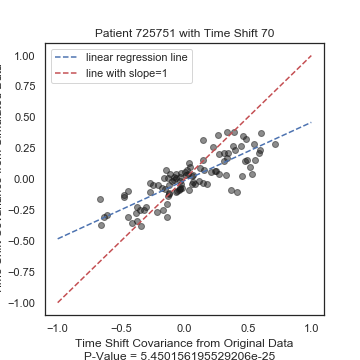 Patient 725751 with Time Shift 70
linear regression line
line with slope=1
1.00
0.75
0.50
0.25
0.00
−0.25
−0.50
−0.75
−1.00
−1.0
−0.5
0.0
0.5
1.0
Time Shift Covariance from Original Data
P-Value = 5.450156195529206e-25